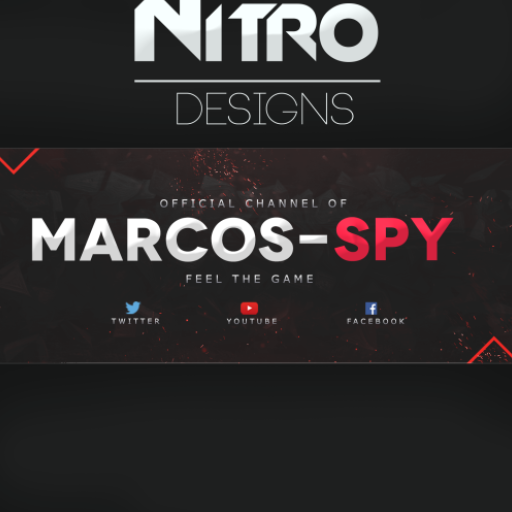 NITRO
DESIGNS
OFFICIAL CHANNEL OF
MARCOS-SPY
FEEL THE GAME
TWITTER YOUTUBE FACEBOOK